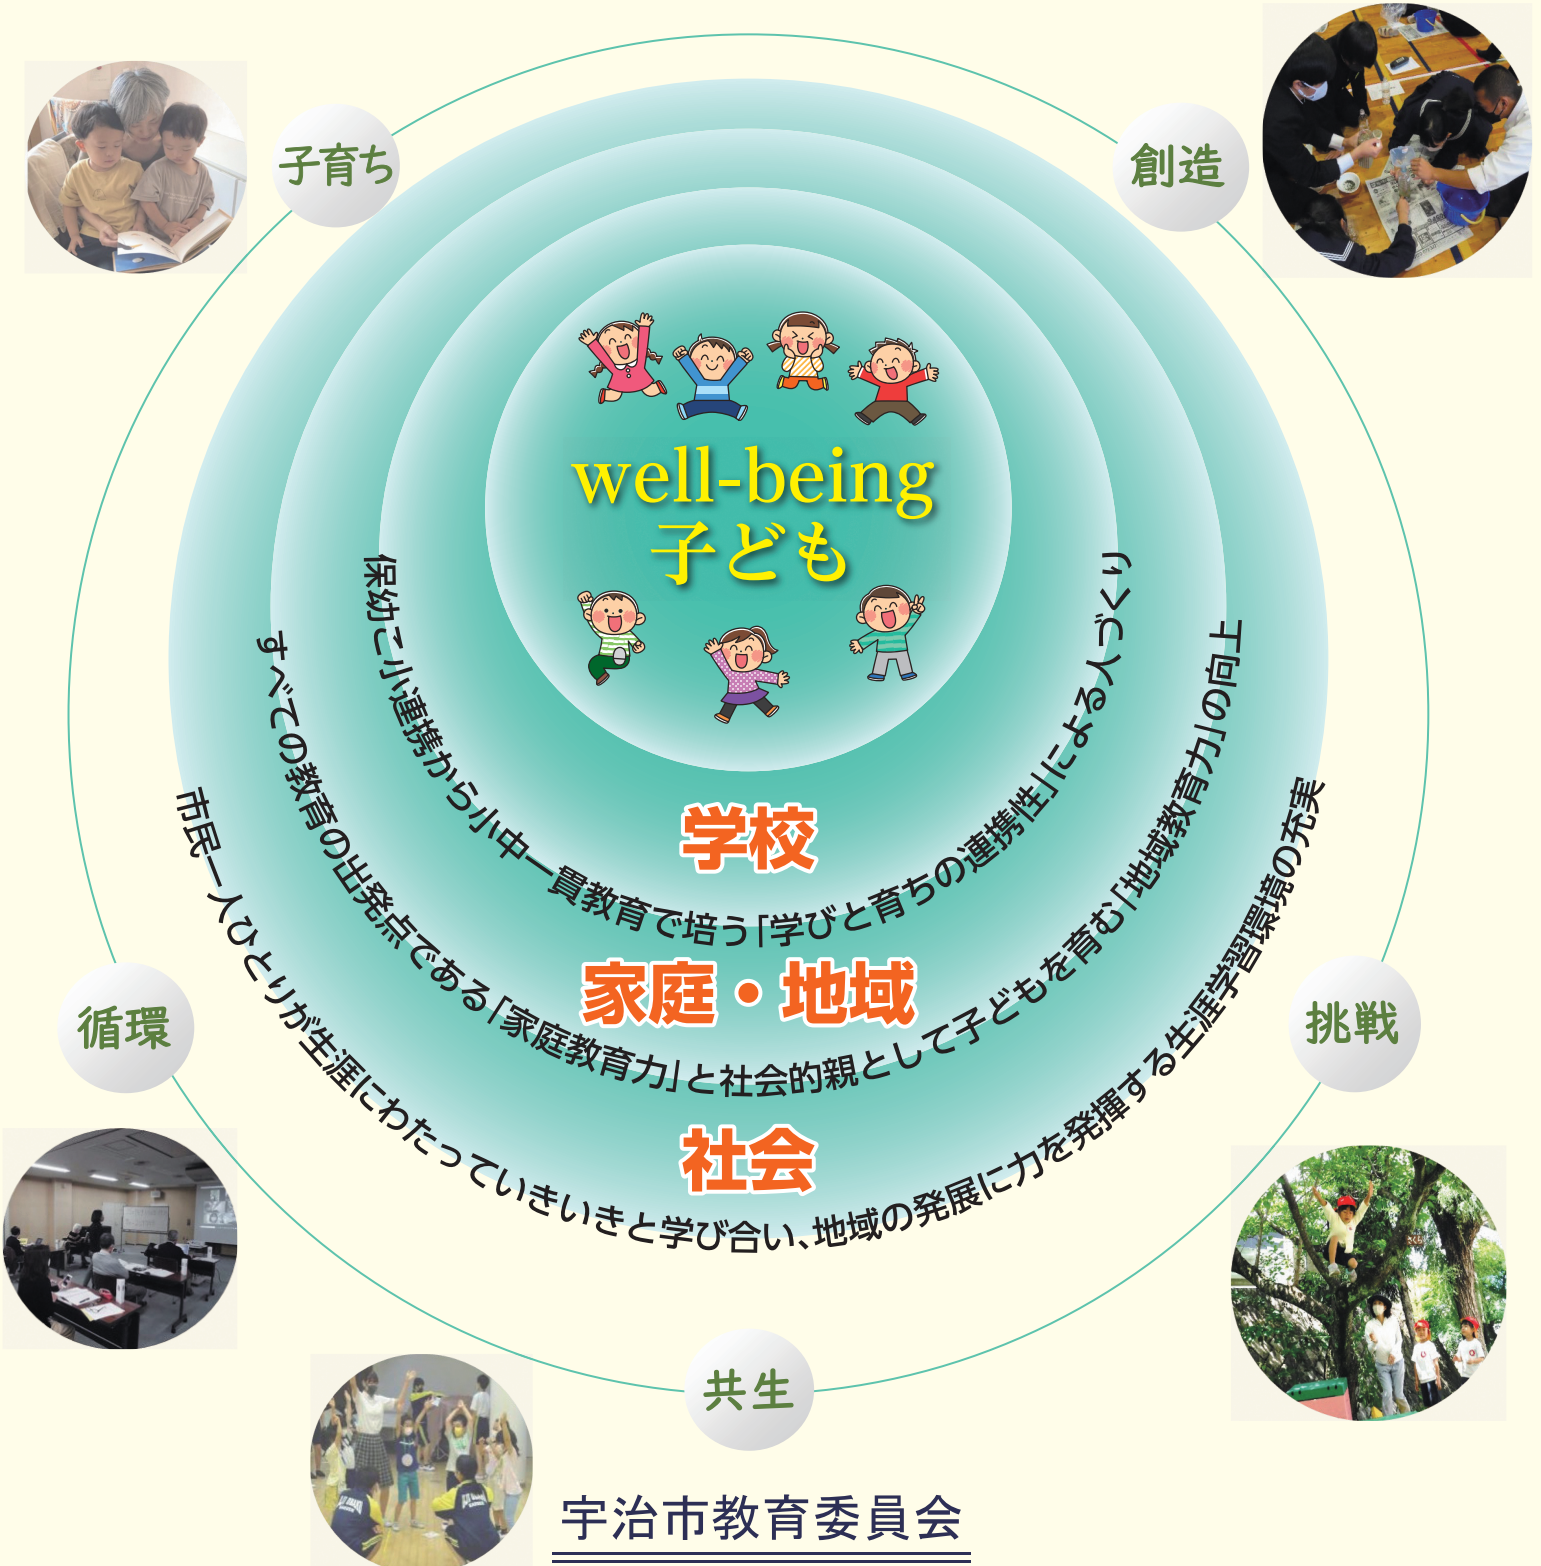 子育ち
創造
well-being
子ども
学校
保幼こ小連携から小中一貫教育で培う「学びと育ちの連携性」による人づくり
家庭・地域
すべての教育の出発点である「家庭教育力」と社会的親として子どもを育む「地域教育力」の向上
社会
市民一人ひとりが生涯にわたっていきいきと学び合い、地域の発展に力を発揮する生涯学習環境の充実
循環
挑戦
共生
宇治市教育委員会